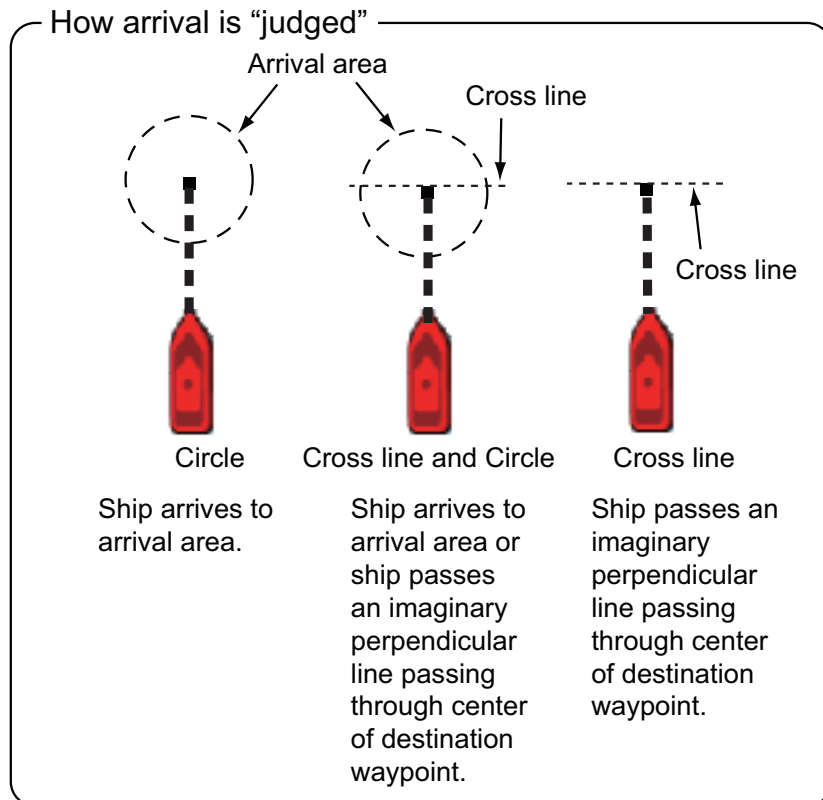 How arrival is “judged”
Arrival area
Cross line
Cross line
Circle
Ship arrives to
arrival area.
Cross line and Circle
Ship arrives to
arrival area or
ship passes
an imaginary
perpendicular
line passing
through center
of destination
waypoint.
Cross line
Ship passes an
imaginary
perpendicular
line passing
through center
of destination
waypoint.